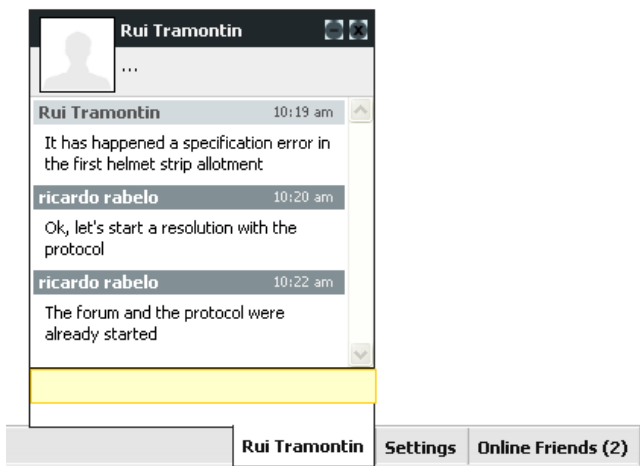 Rui Tramontin
...
Rui Tramontin 10:19 am
It has happened a specification error in
the first helmet strip allotment
ricardo rabelo 10:20 am
Ok, let's start a resolution with the
protocol
ricardo rabelo 10:22 am
The forum and the protocol were
already started
Rui Tramontin Settings Online Friends (2)